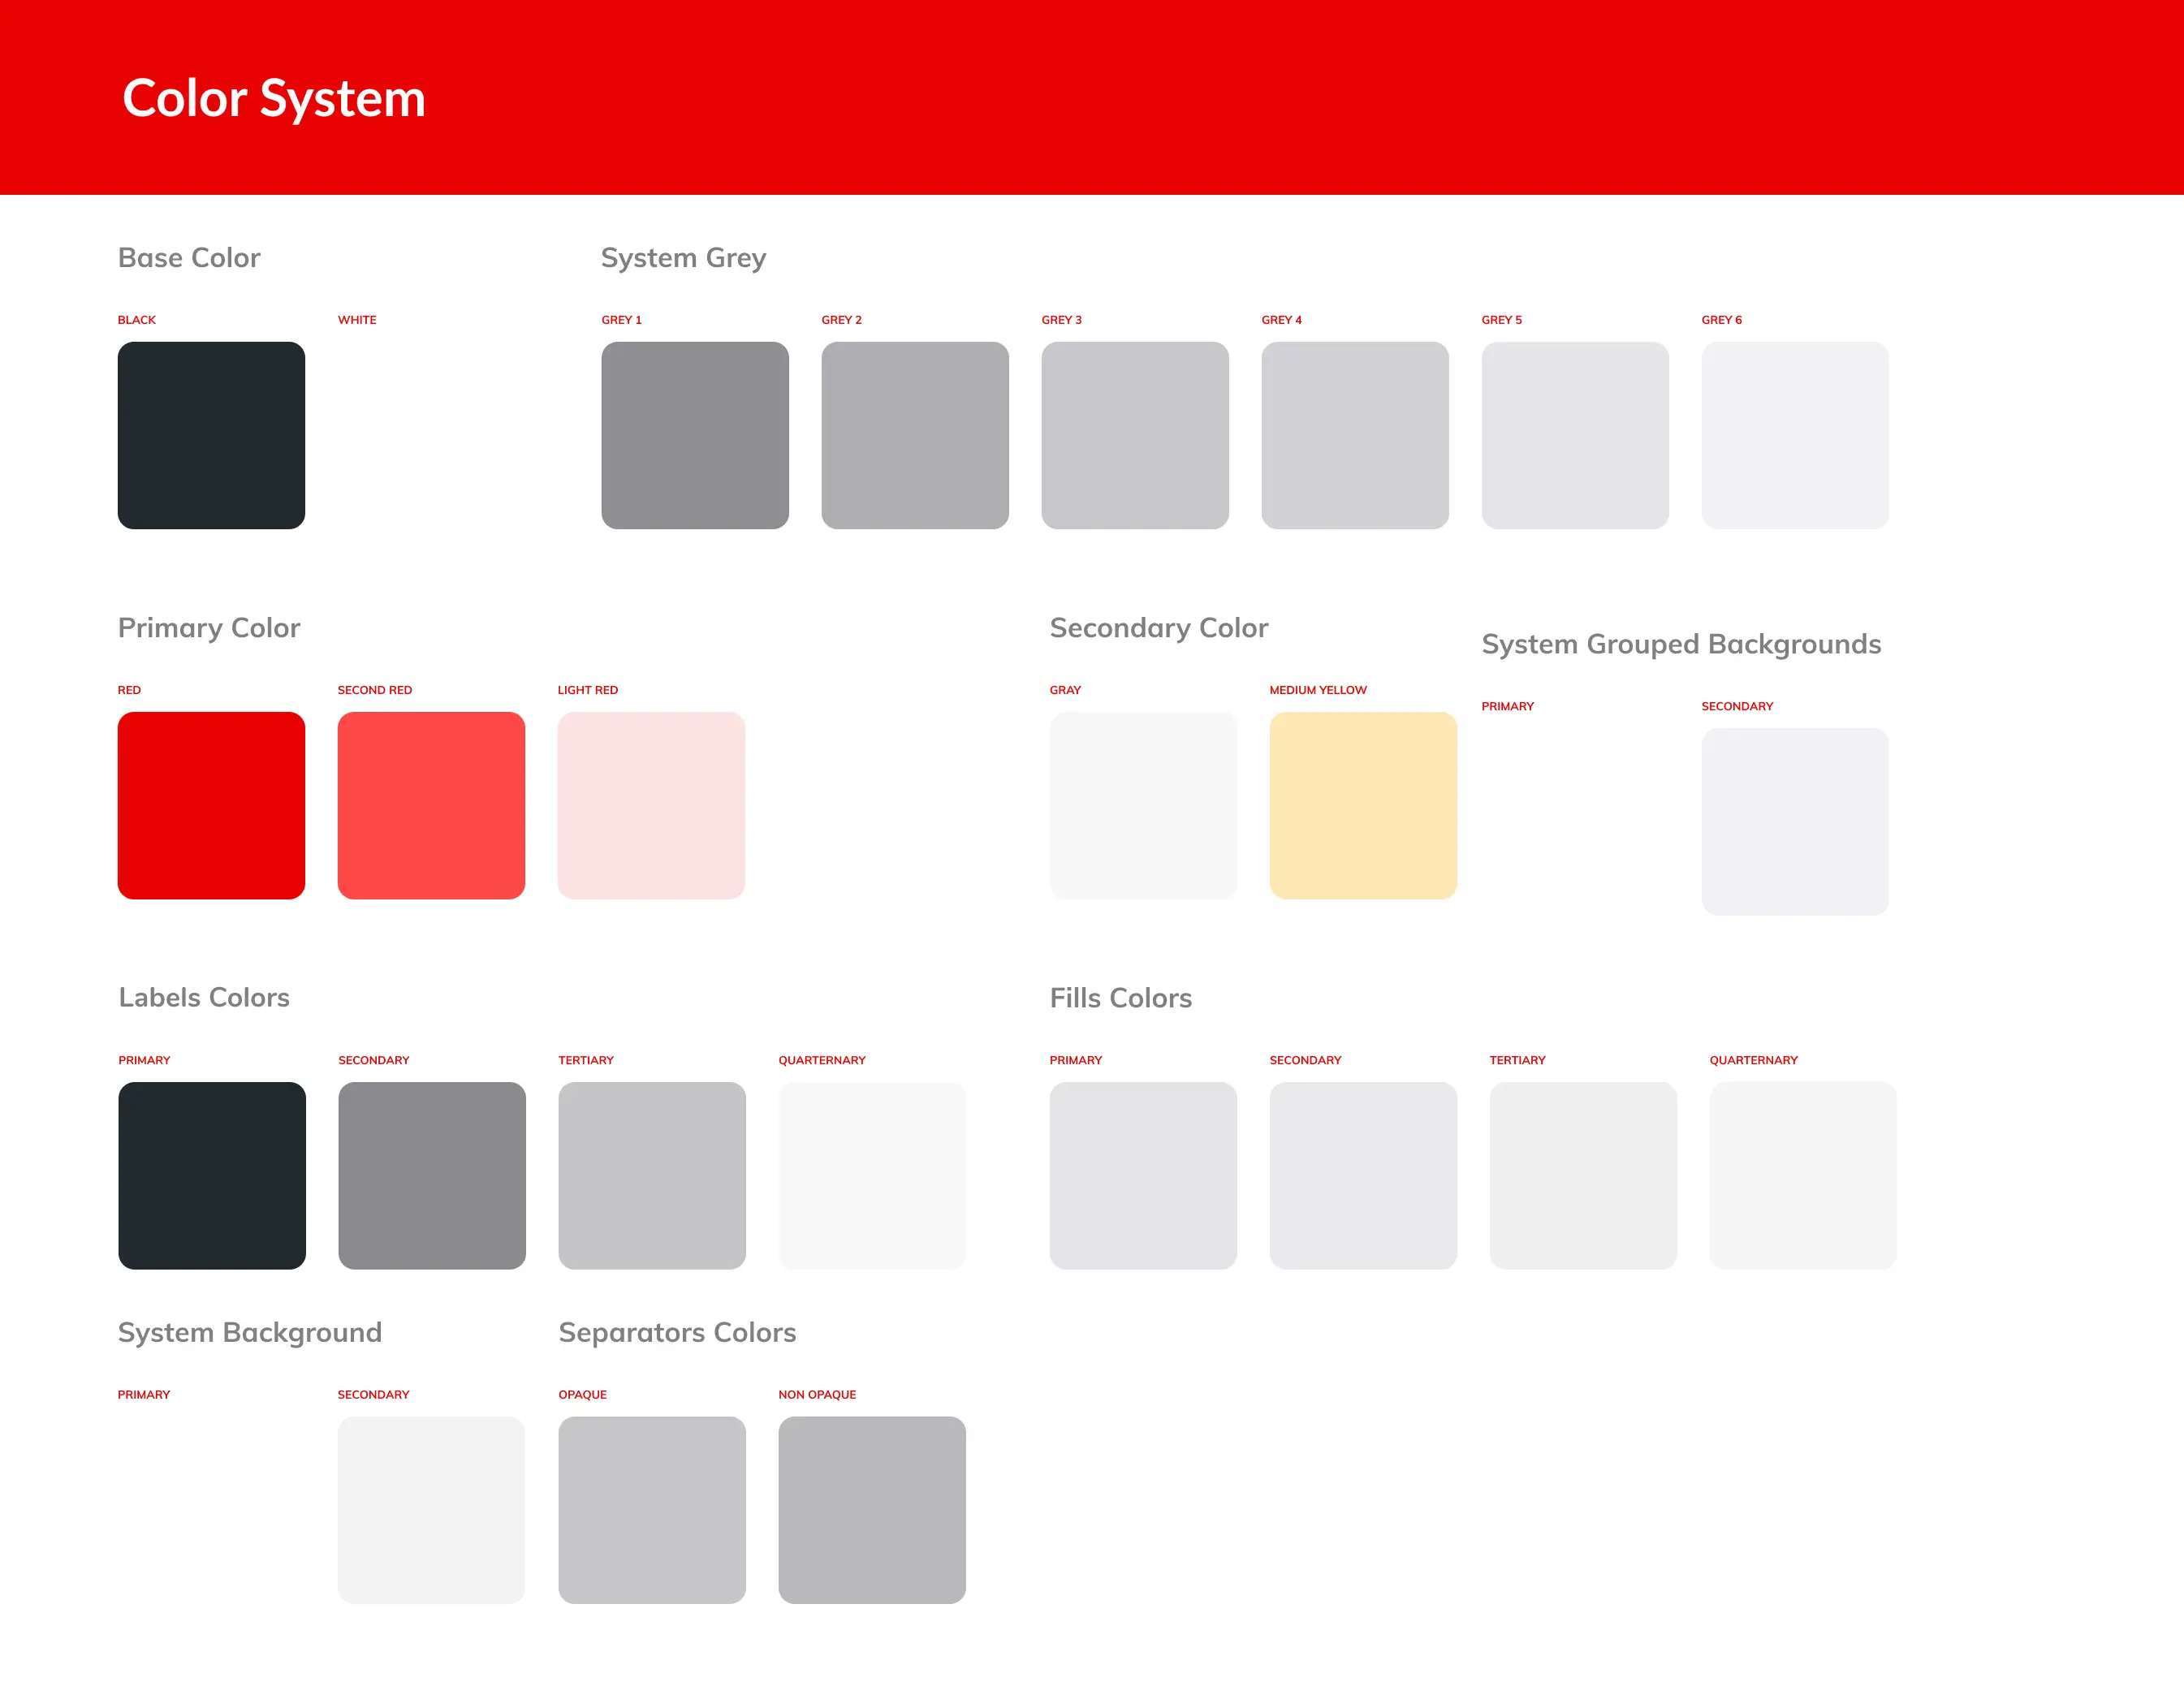 Color System
Base Color
BLACK
WHITE
System Grey
GREY 1
GREY 2
GREY 3
GREY 4
GREY 5
GREY 6
Primary Color
RED
SECOND RED
LIGHT RED
Secondary Color
GRAY
MEDIUM YELLOW
System Grouped Backgrounds
PRIMARY
SECONDARY
Labels Colors
PRIMARY
SECONDARY
TERTIARY
QUARTERNARY
Fills Colors
PRIMARY
SECONDARY
TERTIARY
QUARTERNARY
System Background
PRIMARY
SECONDARY
Separators Colors
OPAQUE
NON OPAQUE